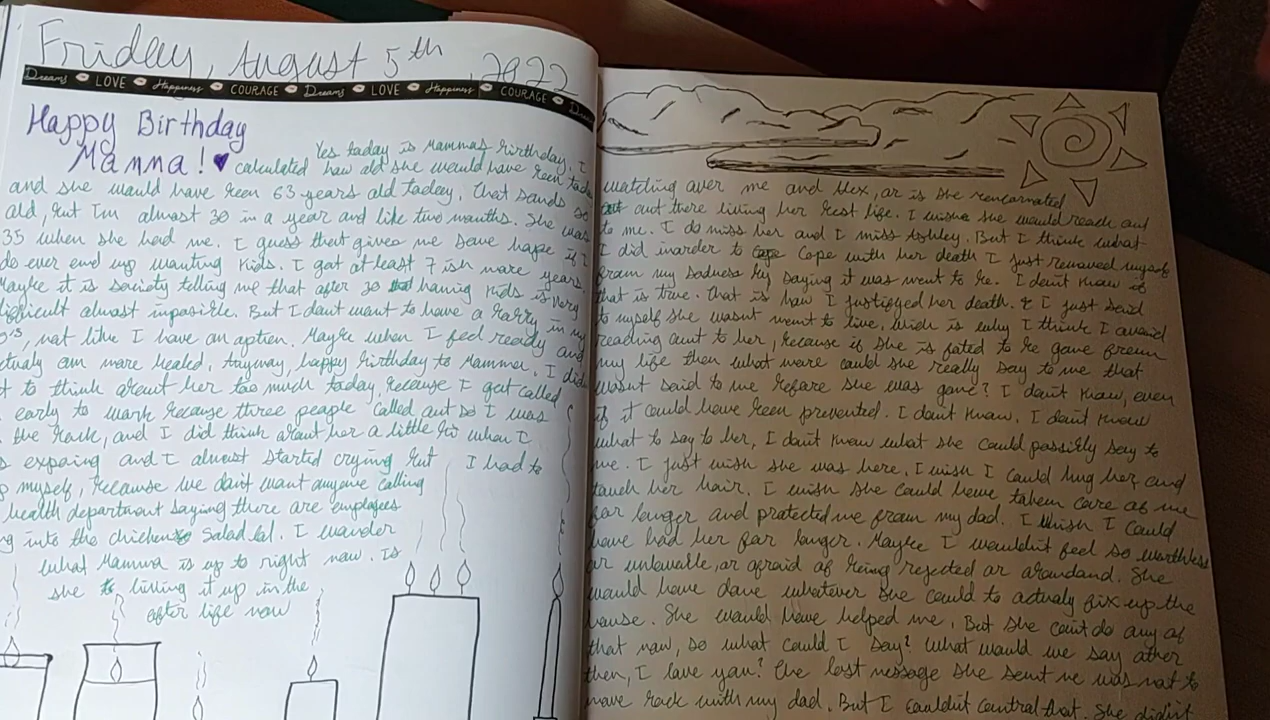 Friday, August 5th, 2022
Dreams LOVE Happiness COURAGE Dreams LOVE Happiness COURAGE
Happy Birthday
Mamma!
Yes today is Mamma's birthday. I
calculated how old she would have been
and she would have been 63 years old today. That sounds so
old, but I'm almost 30 in a year and like two months. She was
35 when she had me. I guess that gives me some hope if I
do ever end up wanting kids. I got at least 7 ish more years.
Maybe it is society telling me that after 30 having kids is very
difficult almost impossible. But I don't want to have a baby in my
, not like I have an option. Maybe when I feel ready and
am more healed. Anyway, happy birthday to Mamma. I
to think about her too much today, because I got called
early to work because three people called out so I was
the back, and I did think about her a little bit when I
expoing and I almost started crying but I had to
myself, because we don't want anyone calling
health department saying there are employees
into the chicken salad lol. I wander
what Mamma is up to right now. Is
she living it up in the
after life now
watching over me and Alex, or is she reencarnated
out there living her best life. I wishe she would reach out
to me. I do miss her and I miss Ashley. But I think what
I did inorder to cope with her death I just removed myself
from my sadness by saying it was ment to be. I don't know if
that is true. That is how I justifyed her death. & I just said
to myself she wasn't ment to live, wich is why I think I avoid
reaching aunt to her, because if she is fated to be gone from
my life then what more could she really say to me that
wasn't said to me before she was gone? I don't know, even
if it could have been prevented. I don't know. I don't know
what to say to her, I don't know what she could possibly say to
me. I just wish she was here. I wish I could hug her and
touch her hair. I wish she could have taken care of me
for longer and protected me from my dad. I wish I could
have had her for longer. Maybe I wouldn't feel so worthless
or unlovable, or afraid of being rejected or
She
would have done whatever she could to actualy fix up the
house. She would have helped me. But she can't do any of
that now, so what could I say? What would we say other
then, I love you? The last message she sent me was not to
move back with my dad. But I couldn't control that. She didn't